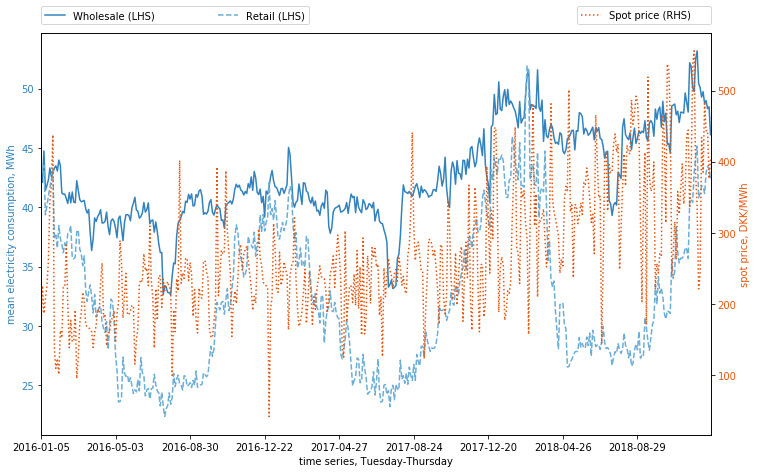 Wholesale (LHS) Retail (LHS) Spot price (RHS)
mean electricity consumption, MWh
50
45
40
35
30
25
500
400
300
200
100
spot price, DKK/MWh
2016-01-05 2016-05-03 2016-08-30 2016-12-22 2017-04-27 2017-08-24 2017-12-20 2018-04-26 2018-08-29
time series, Tuesday-Thursday